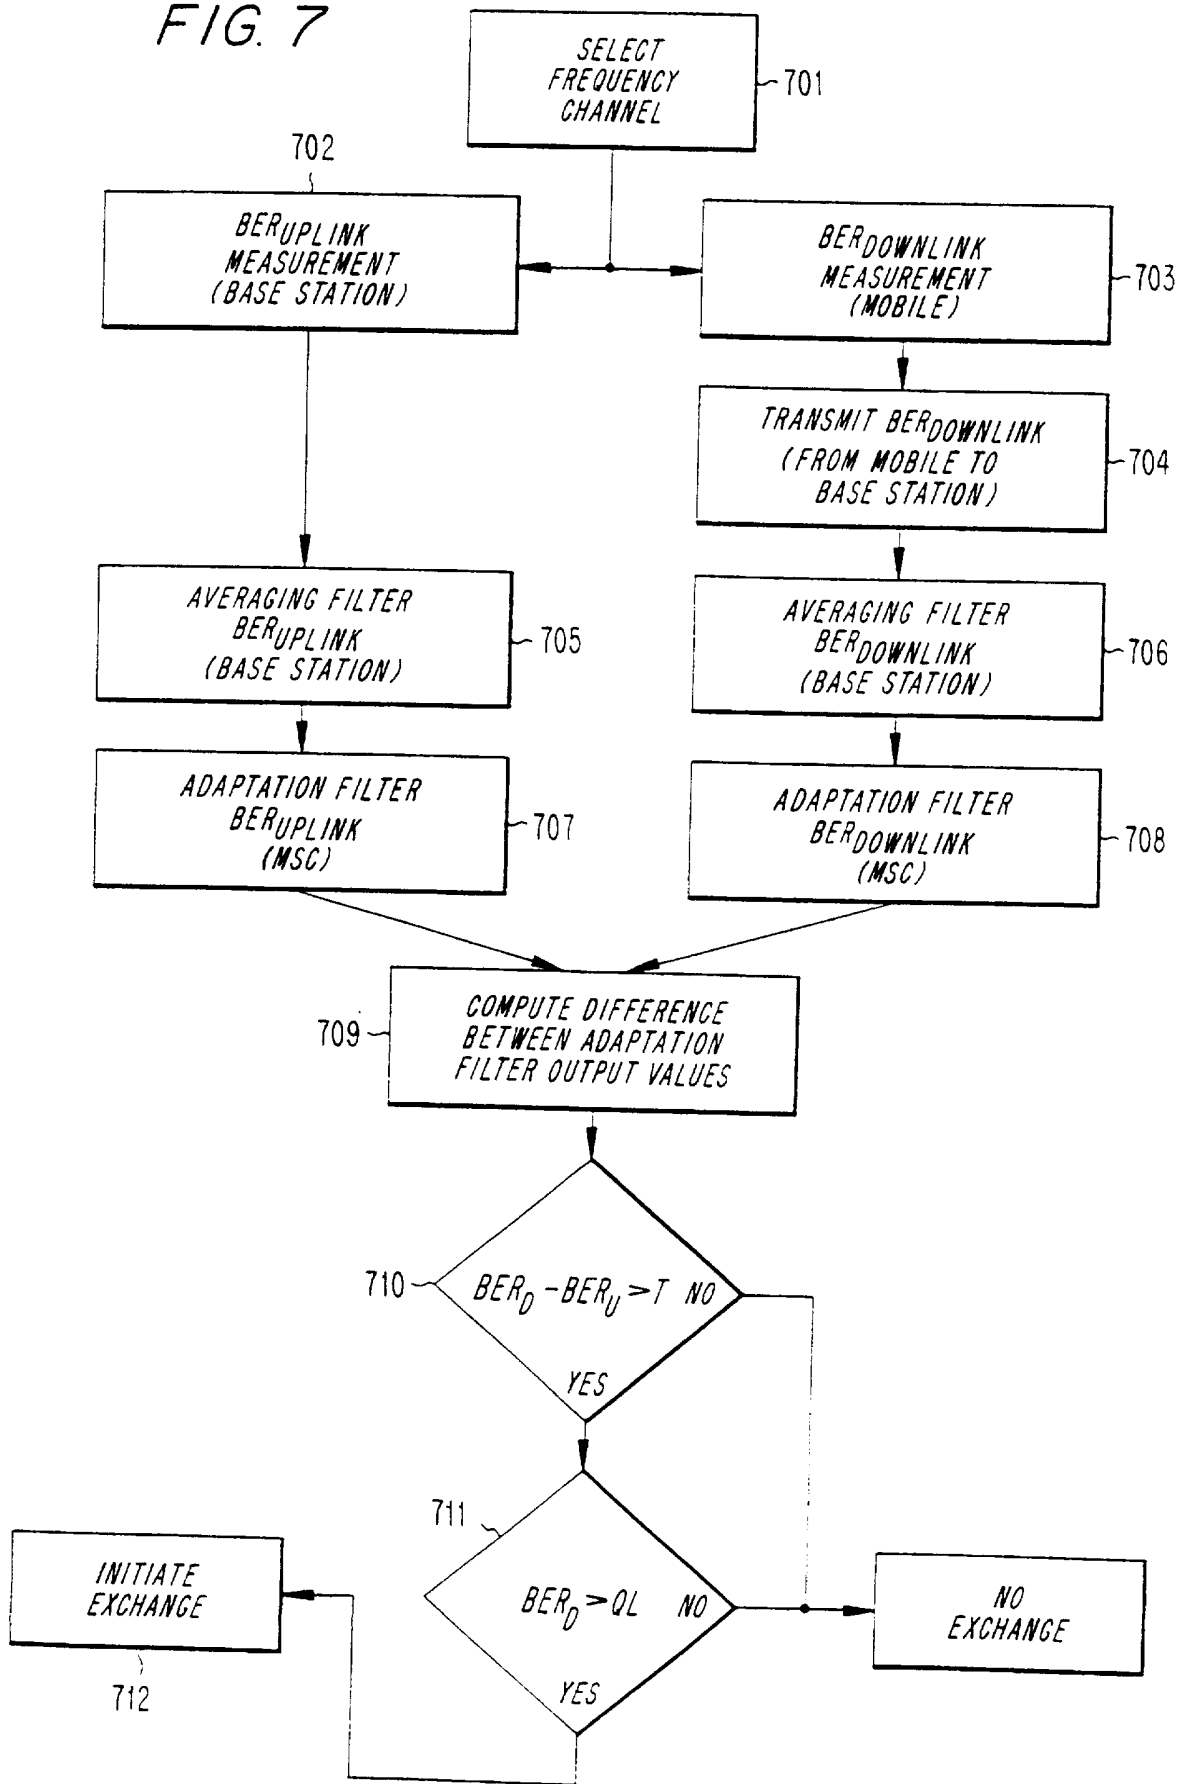 FIG. 7
SELECT
FREQUENCY
CHANNEL
701
702
BERUPLINK
MEASUREMENT
(BASE STATION)
BERDOWNLINK
MEASUREMENT
(MOBILE)
703
TRANSMIT BERDOWNLINK
(FROM MOBILE TO
BASE STATION)
704
AVERAGING FILTER
BERUPLINK
(BASE STATION)
705
AVERAGING FILTER
BERDOWNLINK
(BASE STATION)
706
ADAPTATION FILTER
BERUPLINK
(MSC)
707
ADAPTATION FILTER
BERDOWNLINK
(MSC)
708
709
COMPUTE DIFFERENCE
BETWEEN ADAPTATION
FILTER OUTPUT VALUES
710
BERD - BERU > T NO
YES
711
BERD > QL NO
YES
INITIATE
EXCHANGE
712
NO
EXCHANGE